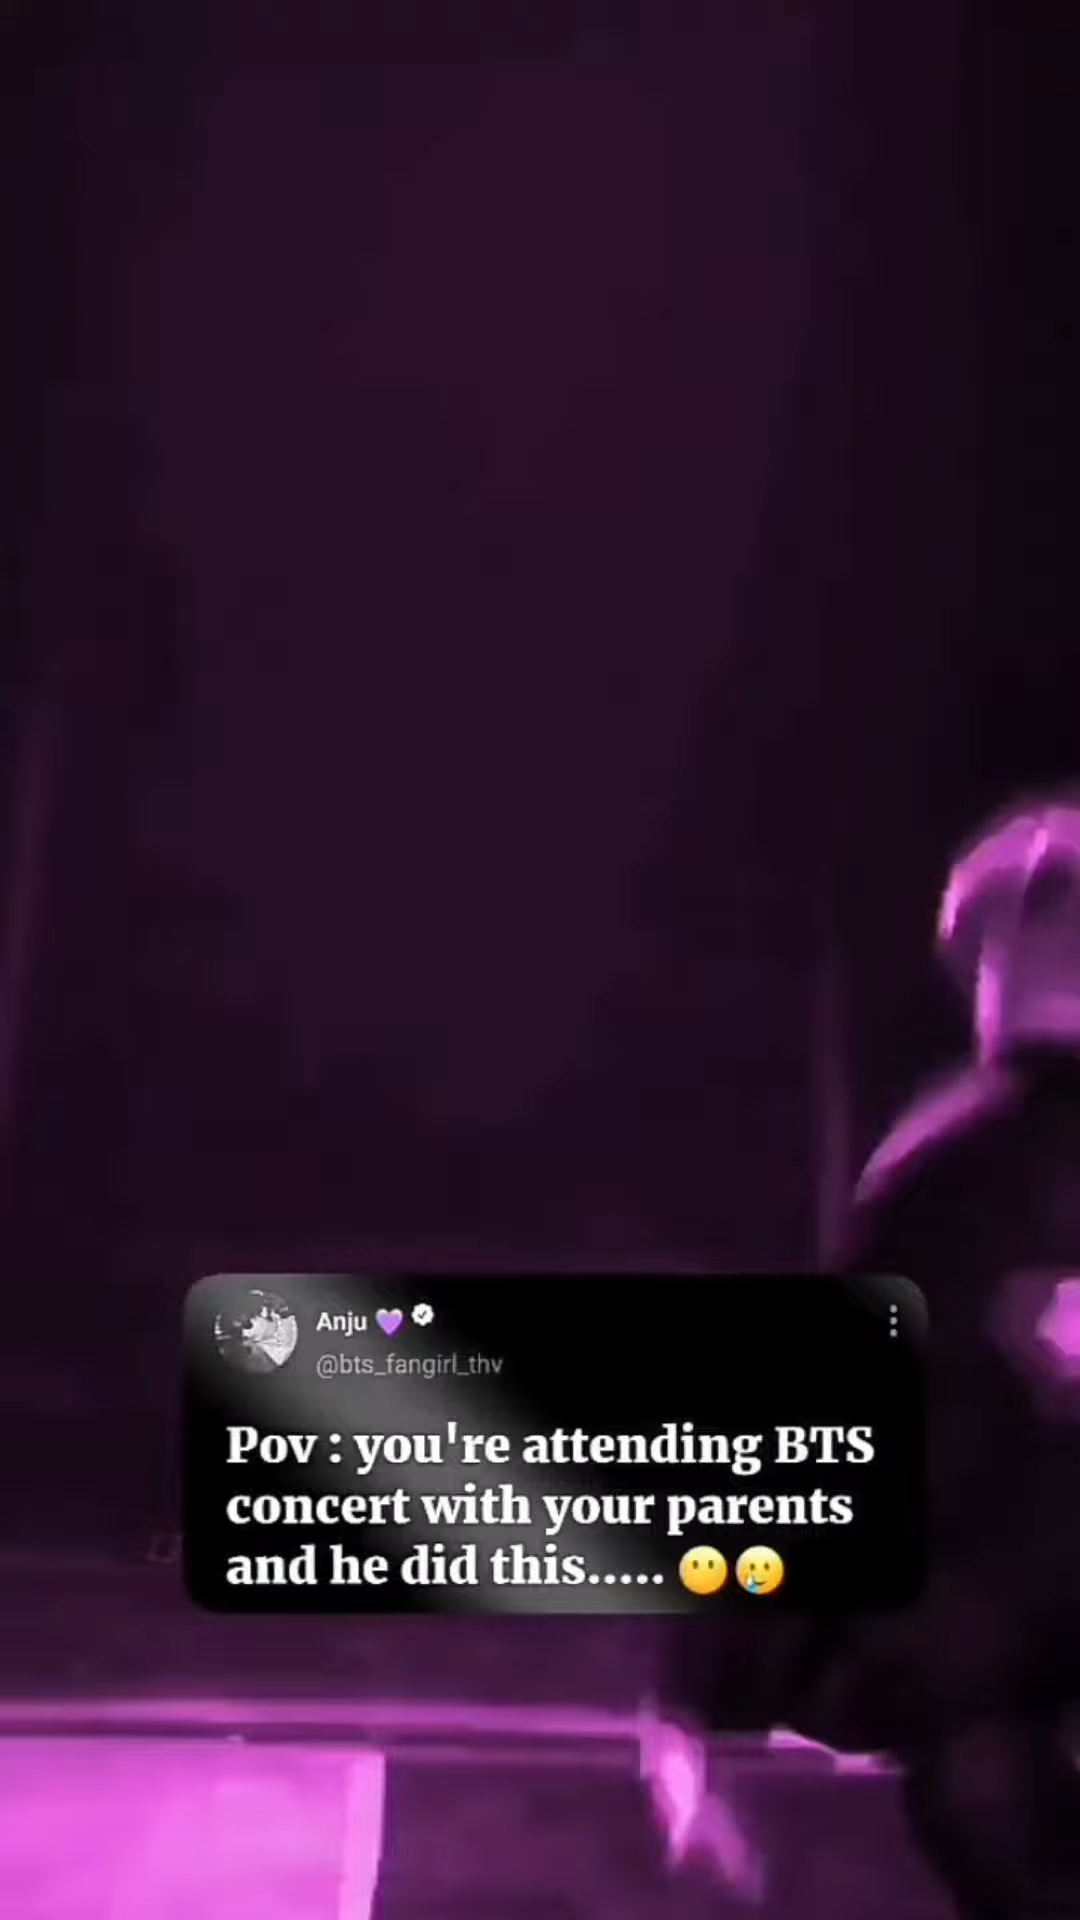 Anju 💜
@bts_fangirl_thv
Pov : you're attending BTS
concert with your parents
and he did this..... 😶🥲